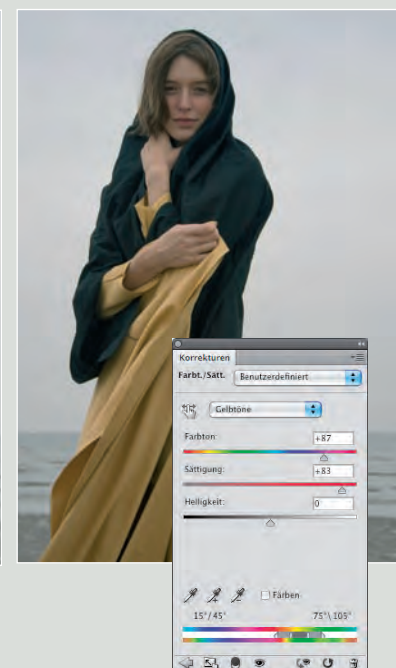 Korrekturen
Farbt./Sätt. Benutzerdefiniert
Gelbtöne
Farbton: +87
Sättigung: +83
Helligkeit: 0
Färben
15°/45° 75°\105°